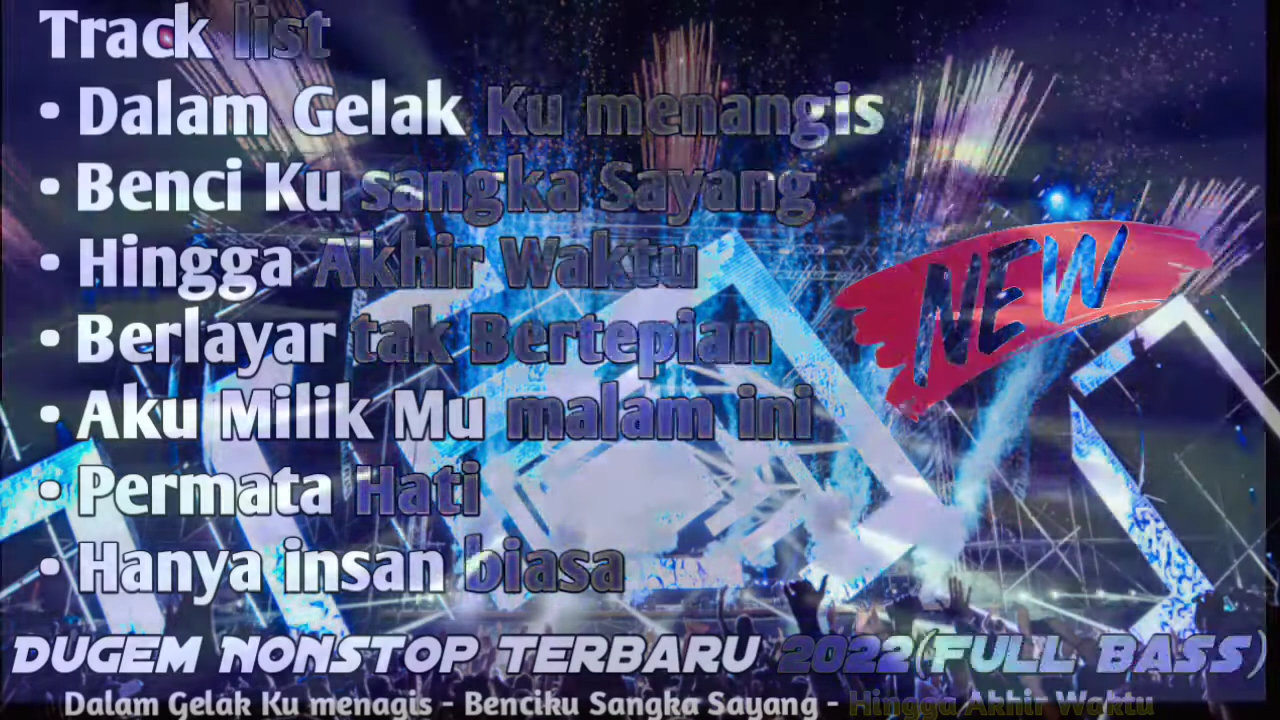 Track list
• Dalam Gelak Ku menangis
• Benci Ku sangka Sayang
• Hingga Akhir Waktu
• Berlayar tak Bertepian
• Aku Milik Mu malam ini
• Permata Hati
• Hanya insan biasa
NEW
DUGEM NONSTOP TERBARU 2022(FULL BASS)
Dalam Gelak Ku menagis - Benciku Sangka Sayang - Hingga Akhir Waktu